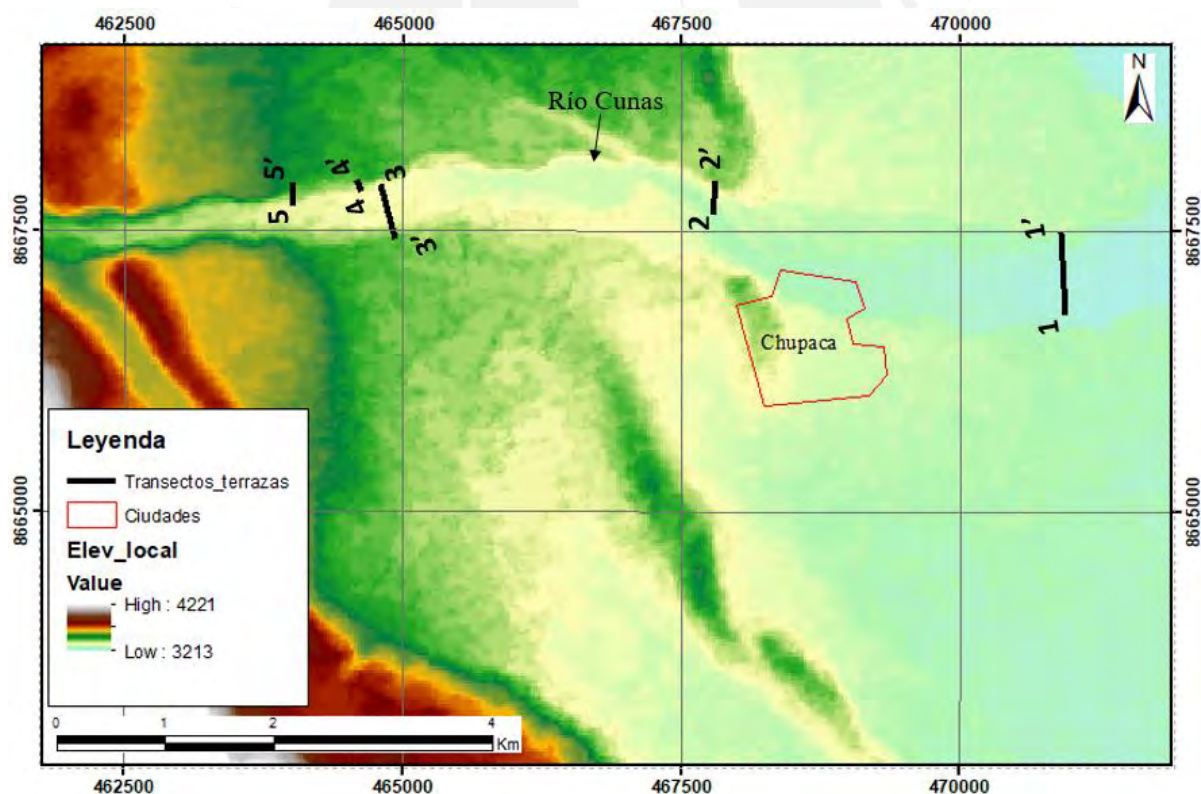 462500 465000 467500 470000
N
Río Cunas
5' 4' 3 2'
5 4 3' 2
1'
1
8667500 8667500
Chupaca
Leyenda
Transectos_terrazas
Ciudades
Elev_local
Value
High : 4221
Low : 3213
8665000 8665000
0 1 2 4
Km
462500 465000 467500 470000